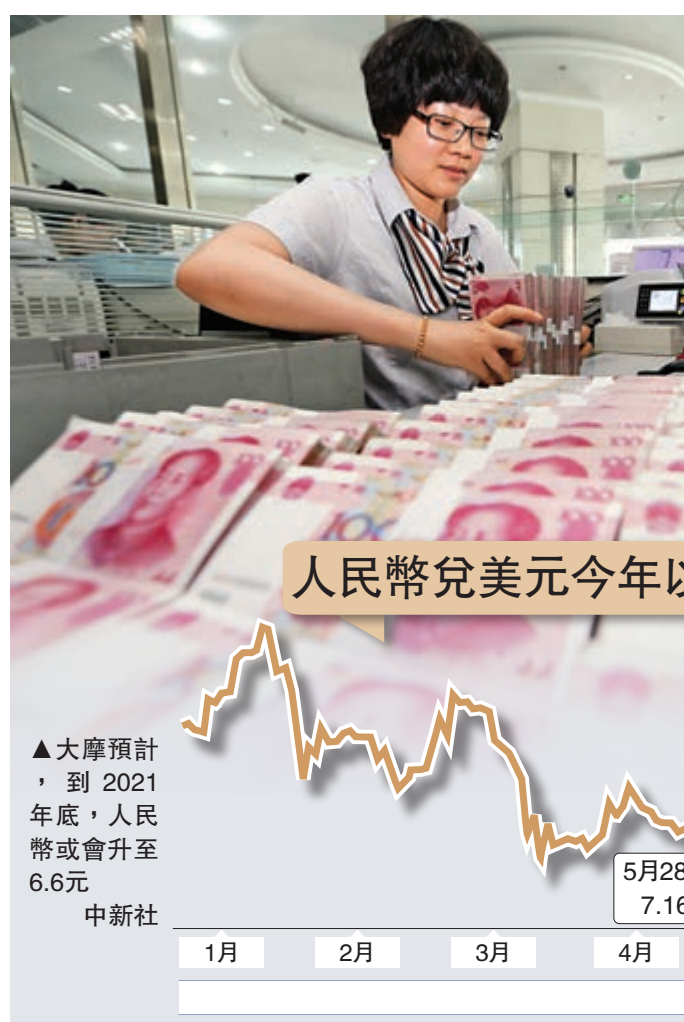 人民幣兌美元今年以
▲大摩預計
，到 2021
年底，人民
幣或會升至
6.6元
中新社
5月28
7.16
1月
2月
3月
4月